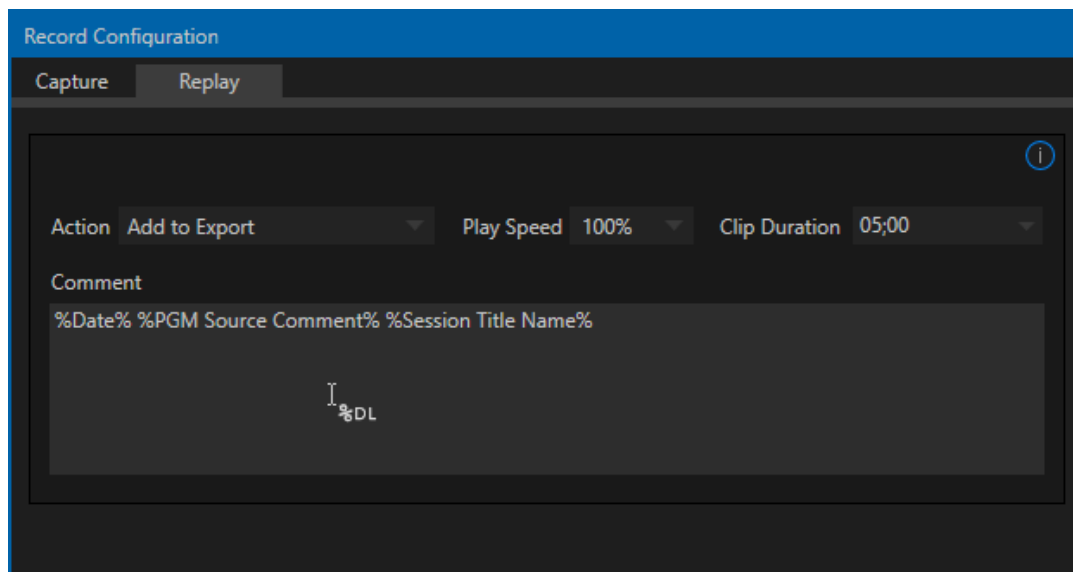 Record Configuration
Capture Replay
i
Action Add to Export Play Speed 100% Clip Duration 05;00
Comment
%Date% %PGM Source Comment% %Session Title Name%
%DL